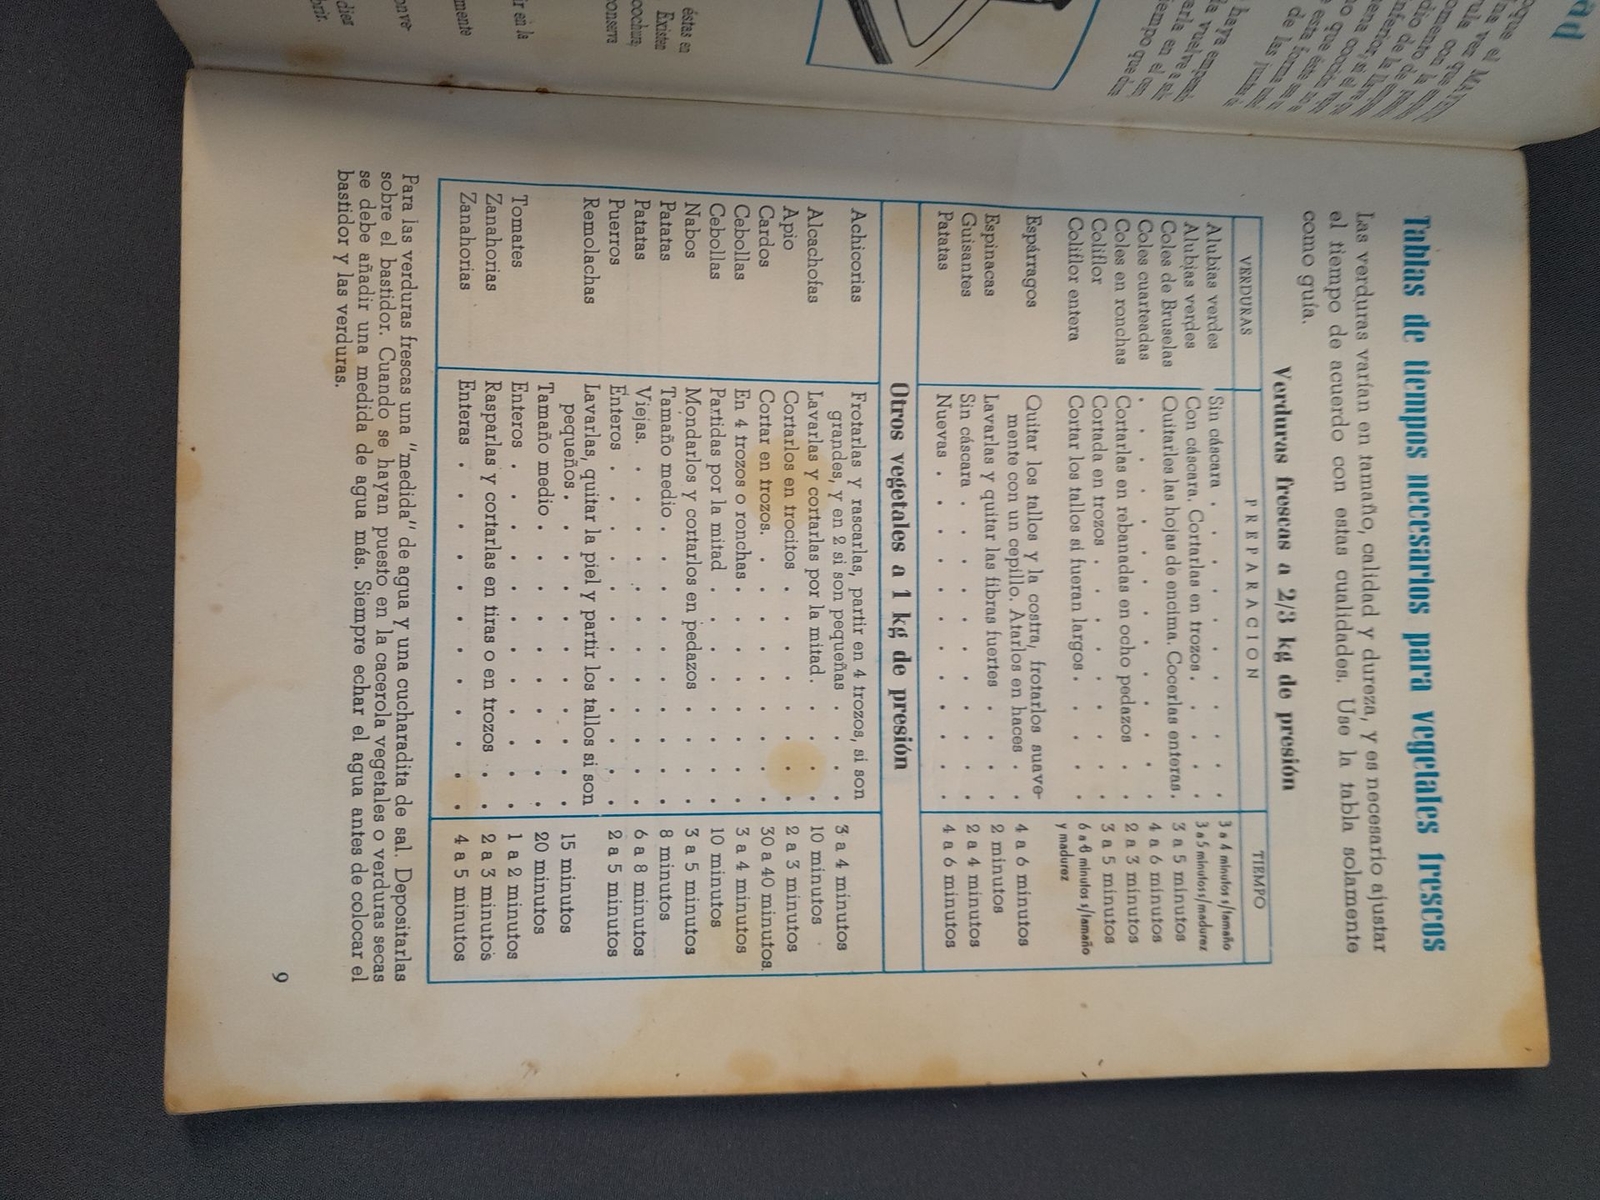 Tablas de tiempos necesarios para vegetales frescos
Las verduras varían en tamaño, calidad y dureza, y es necesario ajustar
el tiempo de acuerdo con estas cualidades. Use la tabla solamente
como guía.
Verduras frescas a 2/3 kg de presión
VERDURAS PREPARACION TIEMPO
Alubias verdes Sin cáscara . . . . . . . 3 a 4 minutos s/tamaño
Alubias verdes Con cáscara. Cortarlas en trozos . . . 3 a 5 minutos s/madurez
Coles de Bruselas Quitarles las hojas de encima. Cocerlas enteras. 3 a 5 minutos
Coles cuarteadas . . . . . . . . . 4 a 6 minutos
Coles en ronchas Cortarlas en rebanadas en ocho pedazos . 2 a 3 minutos
Coliflor Cortada en trozos . . . . . . 3 a 5 minutos
Coliflor entera Cortar los tallos si fueran largos . . . . 6 a 8 minutos s/tamaño
y madurez
Espárragos Quitar los tallos y la costra, frotarlos suave-
mente con un cepillo. Atarlos en haces . . 4 a 6 minutos
Espinacas Lavarlas y quitar las fibras fuertes . . . 2 minutos
Guisantes Sin cáscara . . . . . . . 2 a 4 minutos
Patatas Nuevas . . . . . . . . 4 a 6 minutos
Otros vegetales a 1 kg de presión
Achicorias Frotarlas y rascarlas, partir en 4 trozos, si son
grandes, y en 2 si son pequeñas . . . 3 a 4 minutos
Alcachofas Lavarlas y cortarlas por la mitad. . . . 10 minutos
Apio Cortarlos en trocitos . . . . . 2 a 3 minutos
Cardos Cortar en trozos. . . . . . 30 a 40 minutos.
Cebollas En 4 trozos o ronchas . . . . . 3 a 4 minutos
Cebollas Partidas por la mitad . . . . . 10 minutos
Nabos Mondarlos y cortarlos en pedazos . . . 3 a 5 minutos
Patatas Tamaño medio . . . . . . 8 minutos
Patatas Viejas. . . . . . . . 6 a 8 minutos
Puerros Enteros . . . . . . . . 2 a 5 minutos
Remolachas Lavarlas, quitar la piel y partir los tallos si son
pequeños . . . . . . . 15 minutos
Tamaño medio . . . . . . 20 minutos
Tomates Enteros . . . . . . . . 1 a 2 minutos
Zanahorias Rasparlas y cortarlas en tiras o en trozos . . 2 a 3 minutos
Zanahorias Enteras . . . . . . . . 4 a 5 minutos
Para las verduras frescas una "medida" de agua y una cucharadita de sal. Depositarlas
sobre el bastidor. Cuando se hayan puesto en la cacerola vegetales o verduras secas
se debe añadir una medida de agua más. Siempre echar el agua antes de colocar el
bastidor y las verduras.
9